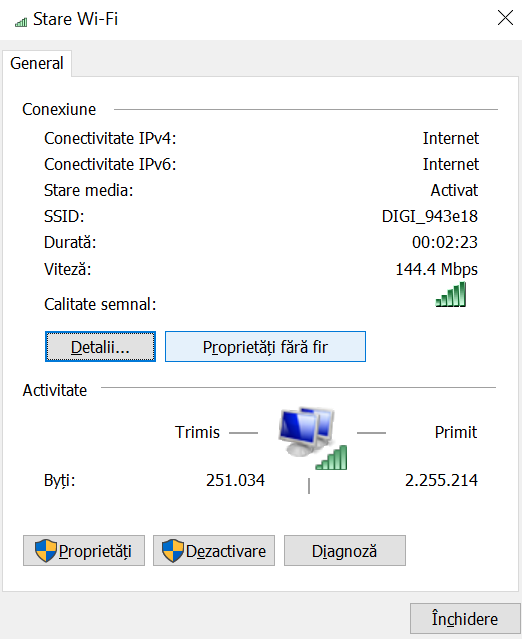 Stare Wi-Fi
General
Conexiune
Conectivitate IPv4: Internet
Conectivitate IPv6: Internet
Stare media: Activat
SSID: DIGI_943e18
Durată: 00:02:23
Viteză: 144.4 Mbps
Calitate semnal:
Detalii... Proprietăți fără fir
Activitate
Trimis Primit
Byți: 251.034 2.255.214
Proprietăți Dezactivare Diagnoză
Închidere